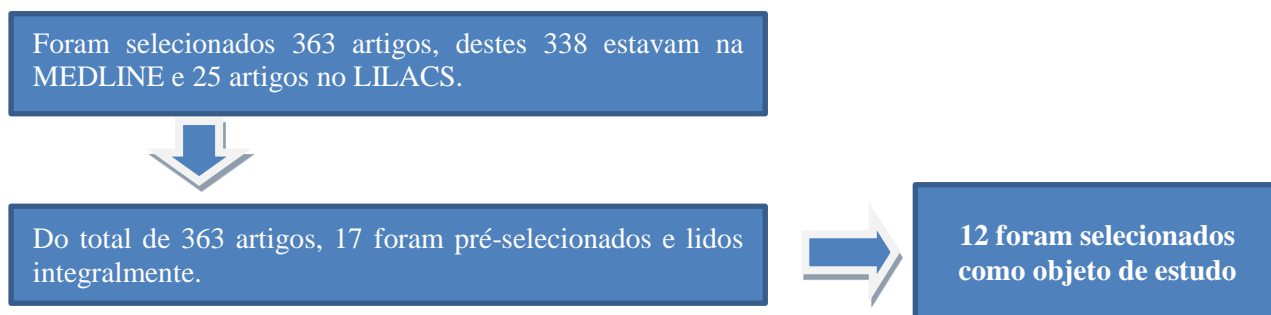 Foram selecionados 363 artigos, destes 338 estavam na
MEDLINE e 25 artigos no LILACS.
Do total de 363 artigos, 17 foram pré-selecionados e lidos
integralmente.
12 foram selecionados
como objeto de estudo